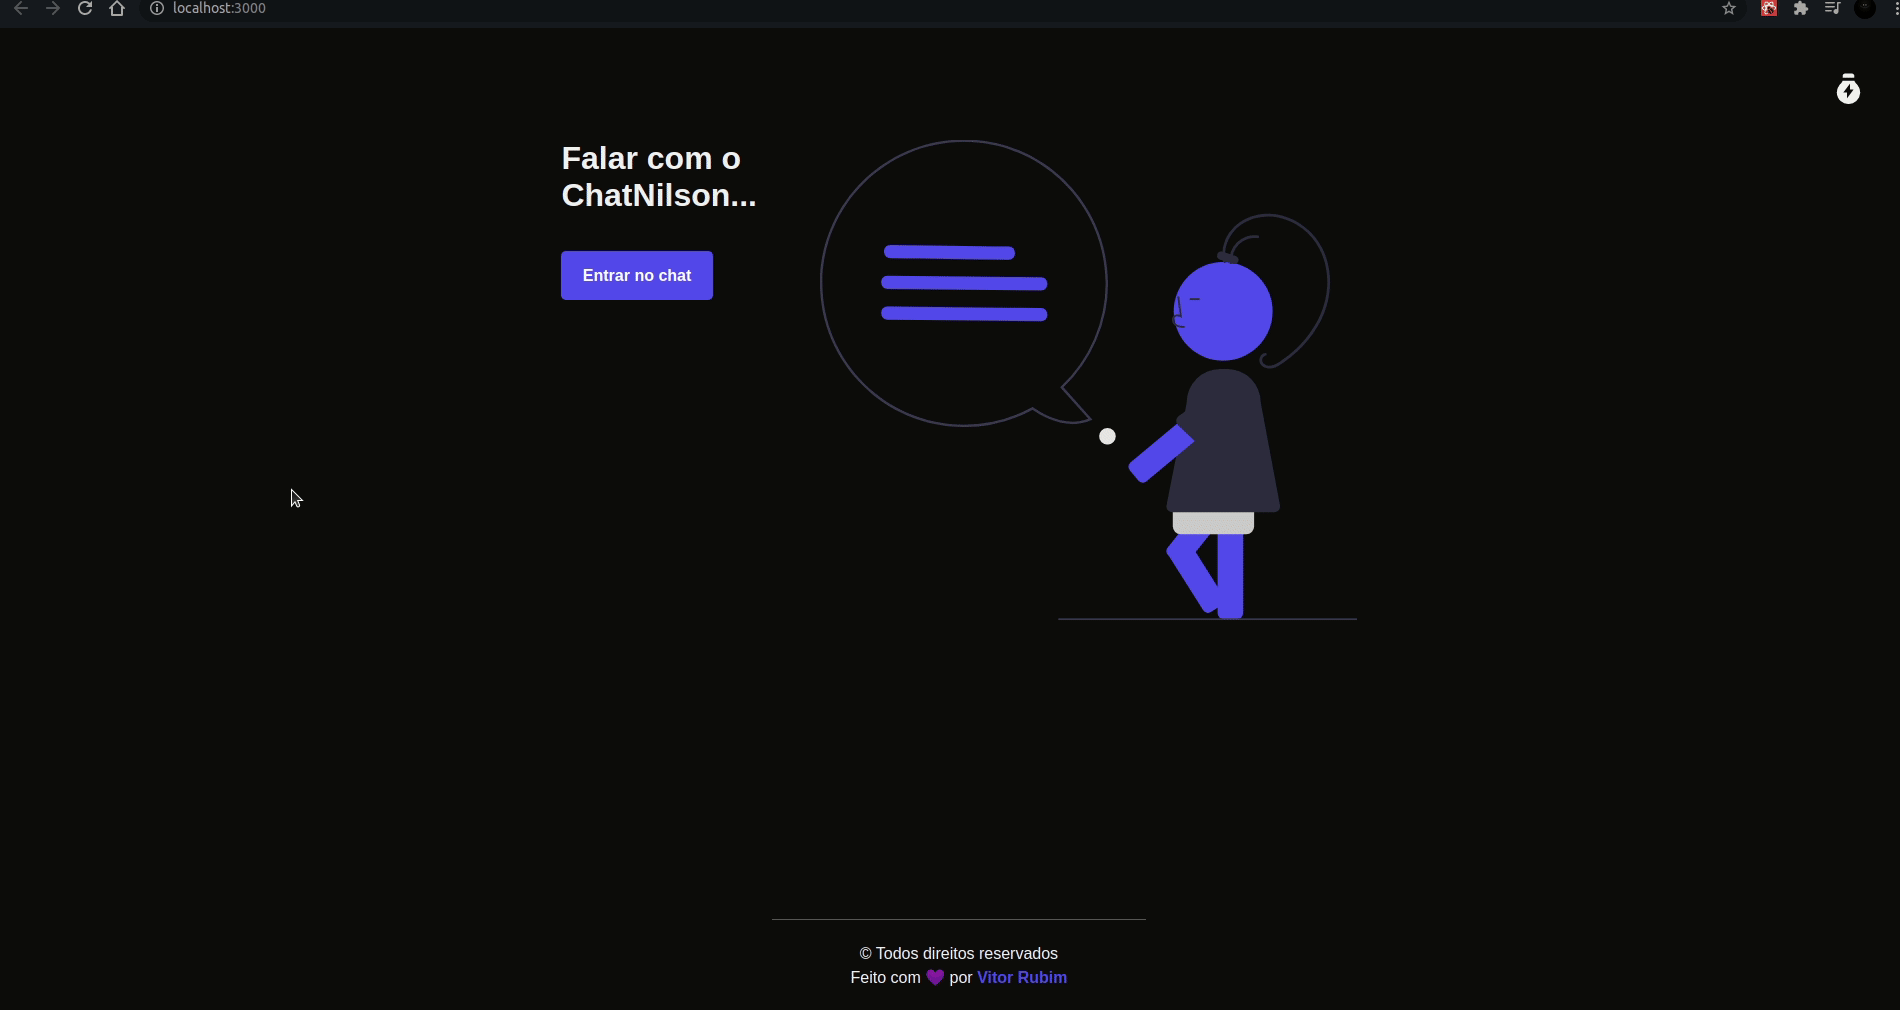 localhost:3000
Falar com o
ChatNilson...
Entrar no chat
© Todos direitos reservados
Feito com 💜 por Vitor Rubim